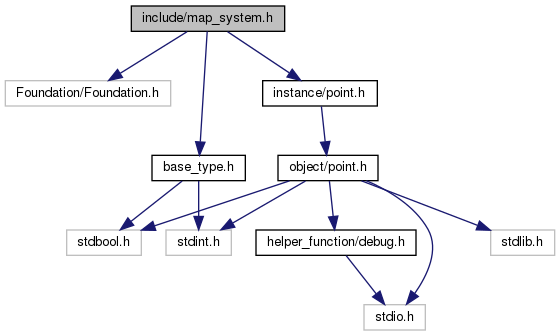 include/map_system.h
Foundation/Foundation.h
instance/point.h
base_type.h
object/point.h
stdbool.h
stdint.h
helper_function/debug.h
stdlib.h
stdio.h